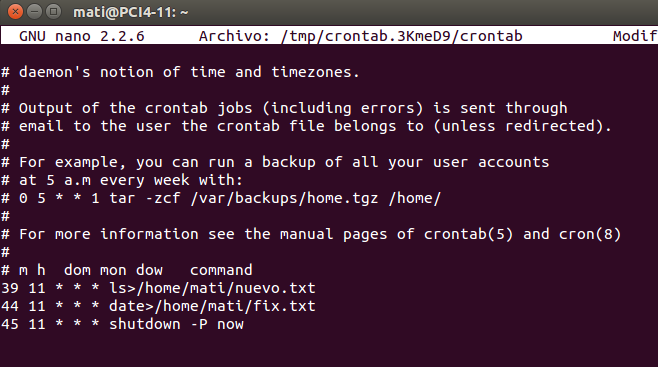 mati@PCI4-11: ~
GNU nano 2.2.6 Archivo: /tmp/crontab.3KmeD9/crontab Modif
# daemon's notion of time and timezones.
#
# Output of the crontab jobs (including errors) is sent through
# email to the user the crontab file belongs to (unless redirected).
#
# For example, you can run a backup of all your user accounts
# at 5 a.m every week with:
# 0 5 * * 1 tar -zcf /var/backups/home.tgz /home/
#
# For more information see the manual pages of crontab(5) and cron(8)
#
# m h  dom mon dow   command
39 11 * * * ls>/home/mati/nuevo.txt
44 11 * * * date>/home/mati/fix.txt
45 11 * * * shutdown -P now